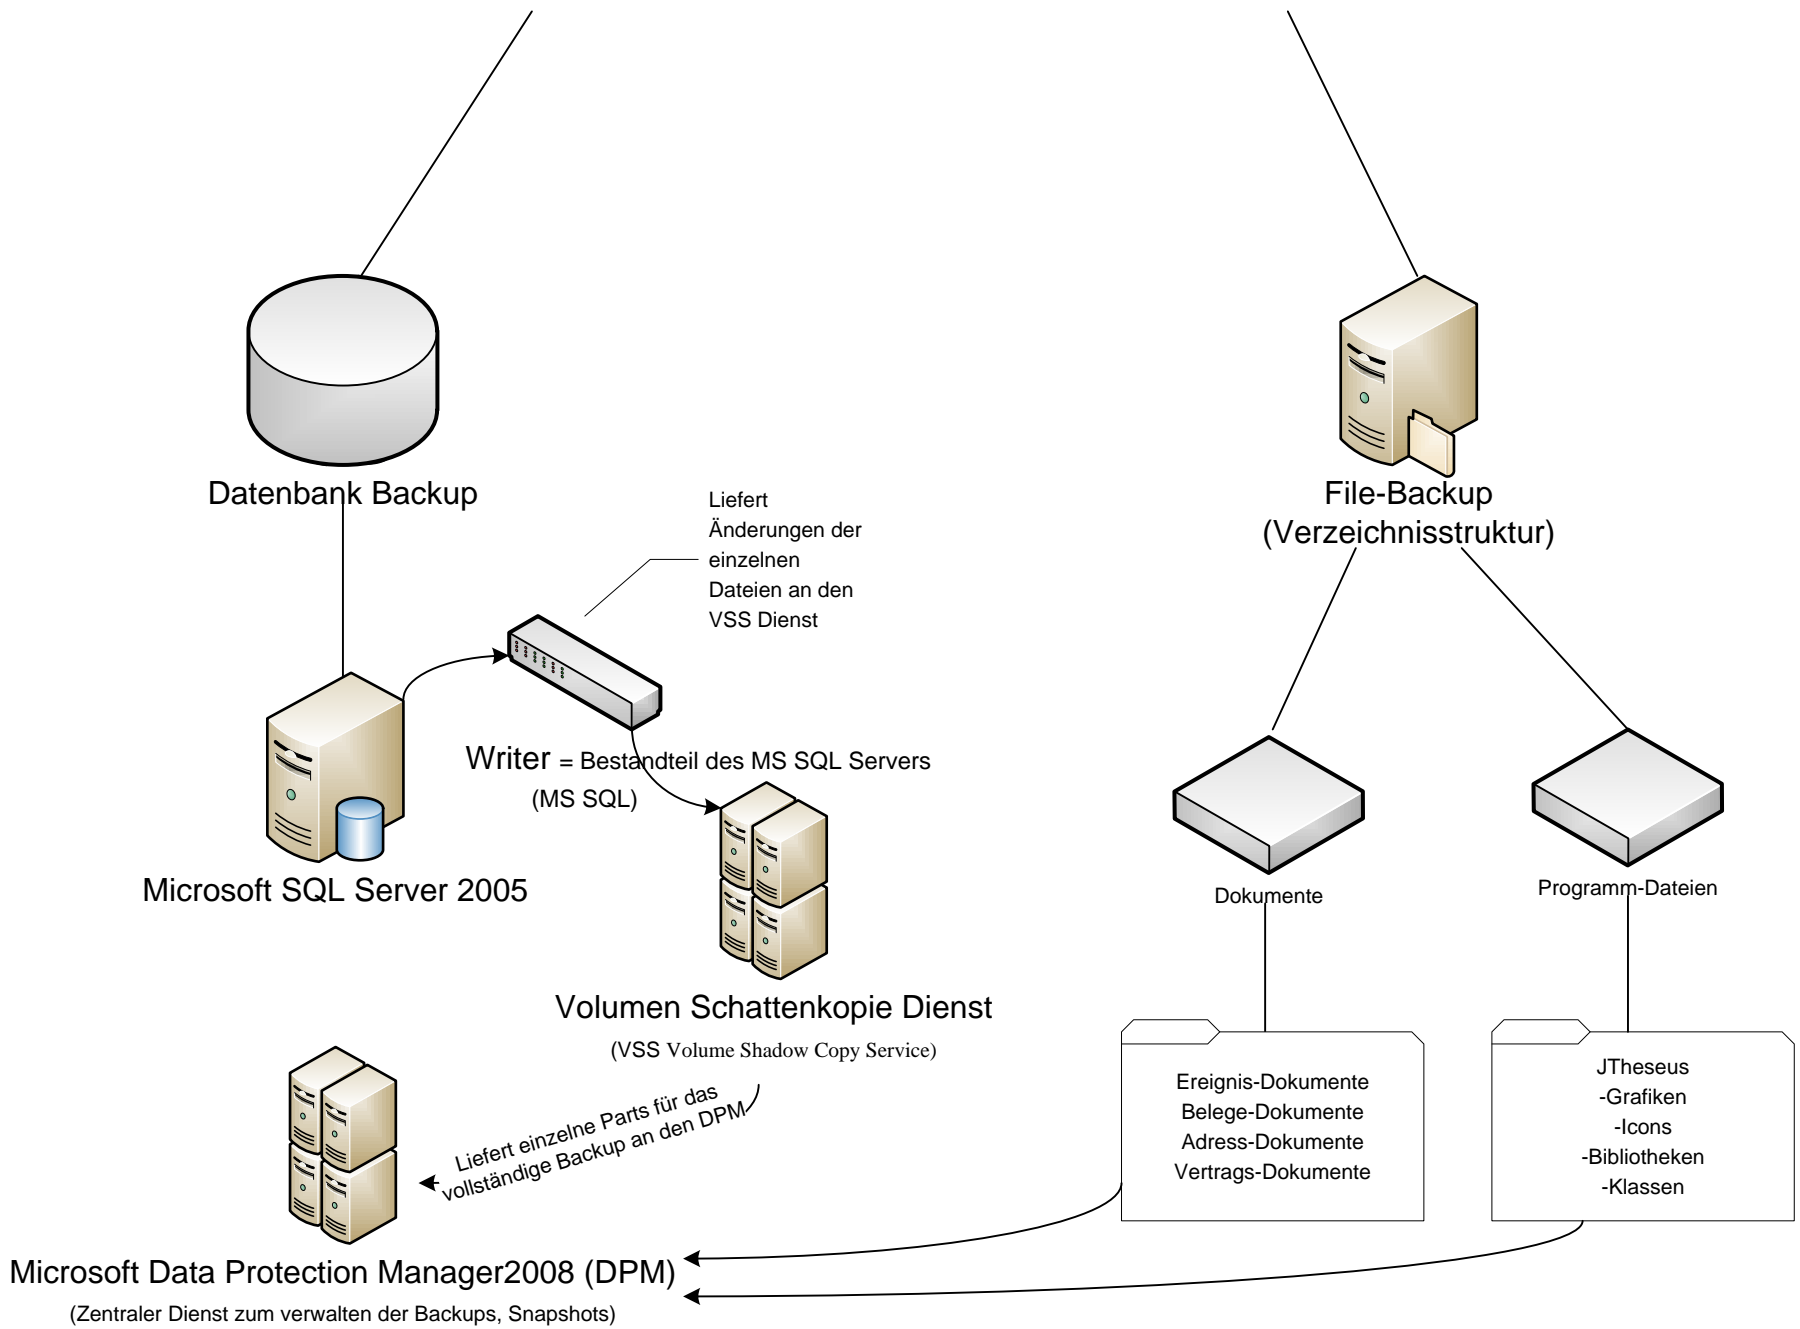 Datenbank Backup
Liefert
Änderungen der
einzelnen
Dateien an den
VSS Dienst
Writer = Bestandteil des MS SQL Servers
(MS SQL)
Microsoft SQL Server 2005
Volumen Schattenkopie Dienst
(VSS Volume Shadow Copy Service)
Liefert einzelne Parts für das
vollständige Backup an den DPM
Microsoft Data Protection Manager2008 (DPM)
(Zentraler Dienst zum verwalten der Backups, Snapshots)
File-Backup
(Verzeichnisstruktur)
Dokumente
Programm-Dateien
Ereignis-Dokumente
Belege-Dokumente
Adress-Dokumente
Vertrags-Dokumente
JTheseus
-Grafiken
-Icons
-Bibliotheken
-Klassen